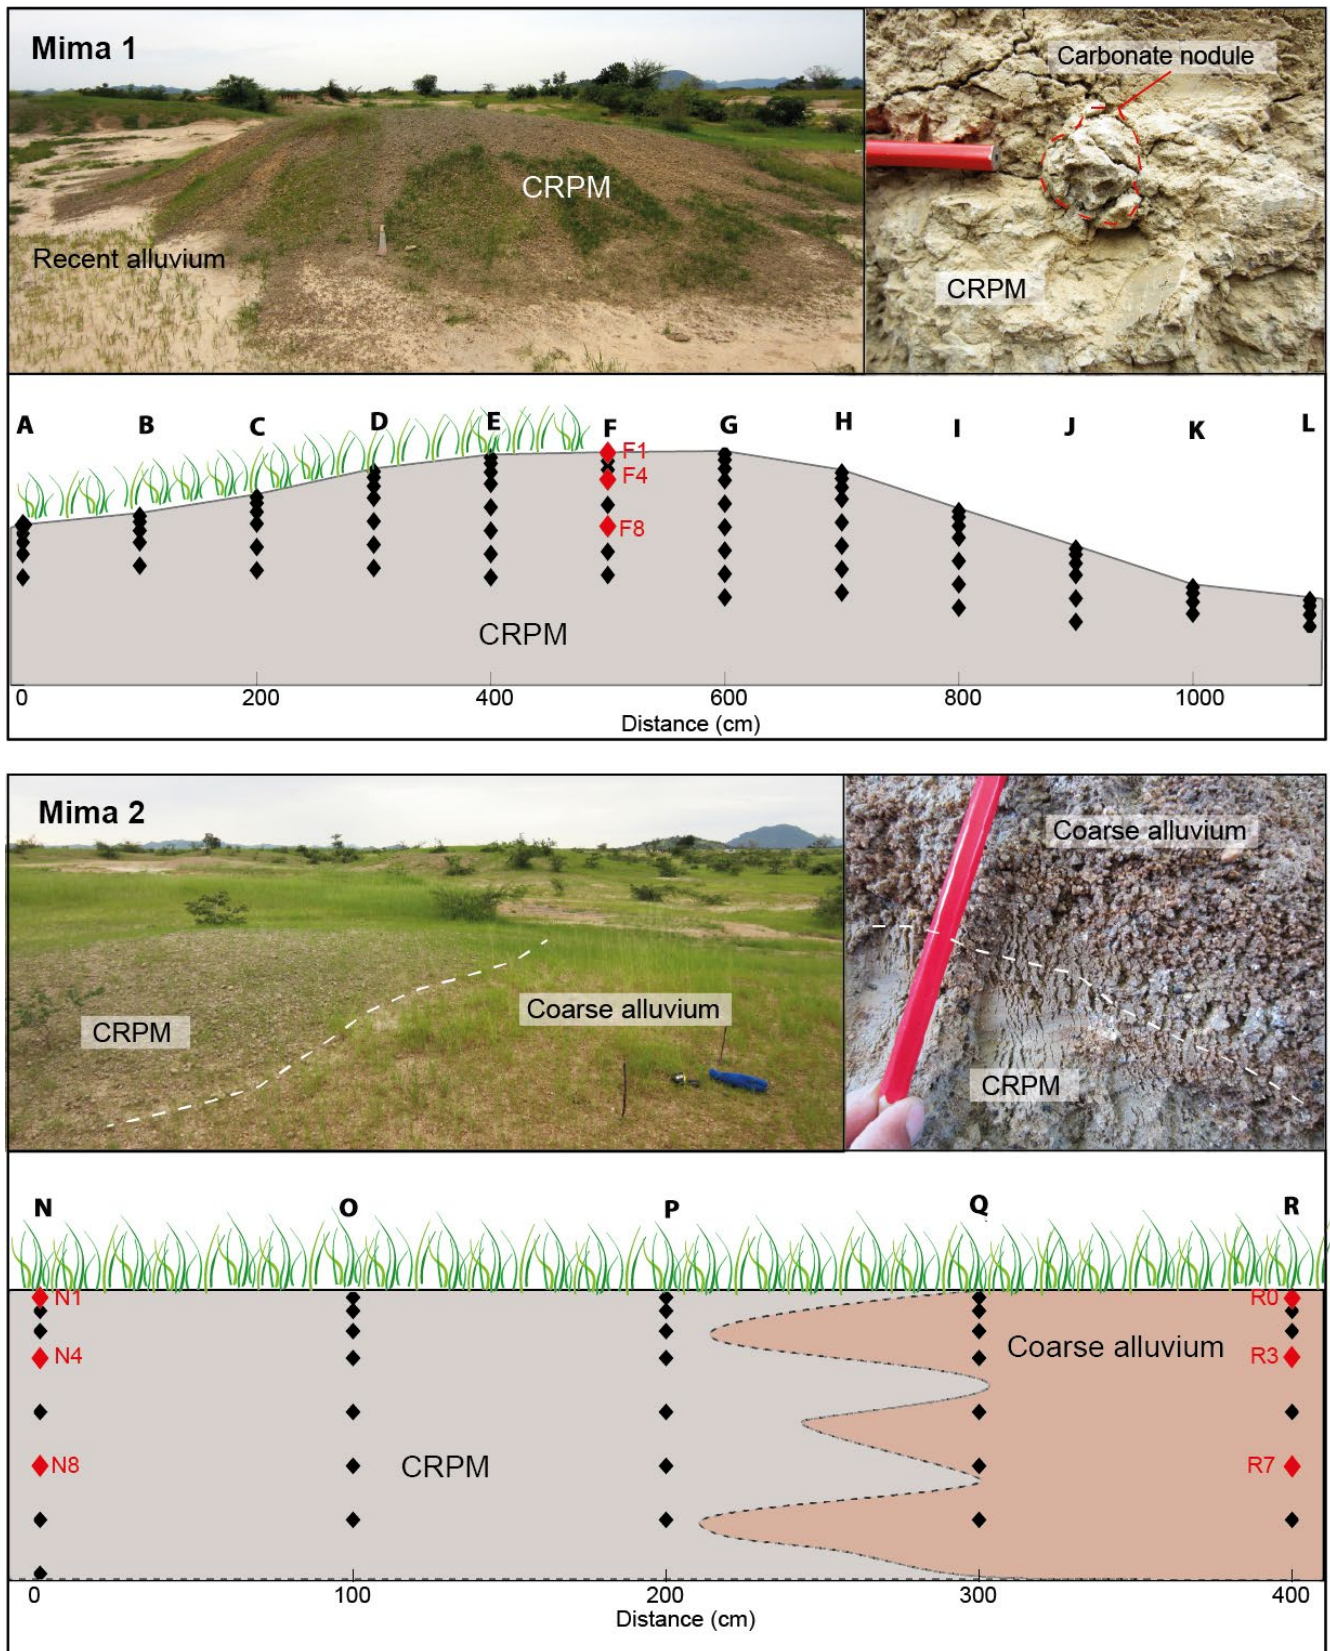 Mima 1
Carbonate nodule
CRPM
Recent alluvium
CRPM
A B C D E F G H I J K L
F1
F4
F8
CRPM
0 200 400 600 800 1000
Distance (cm)
Mima 2
Coarse alluvium
Coarse alluvium
CRPM
CRPM
N O P Q R
N1 R0
Coarse alluvium
N4 R3
N8 CRPM R7
0 100 200 300 400
Distance (cm)